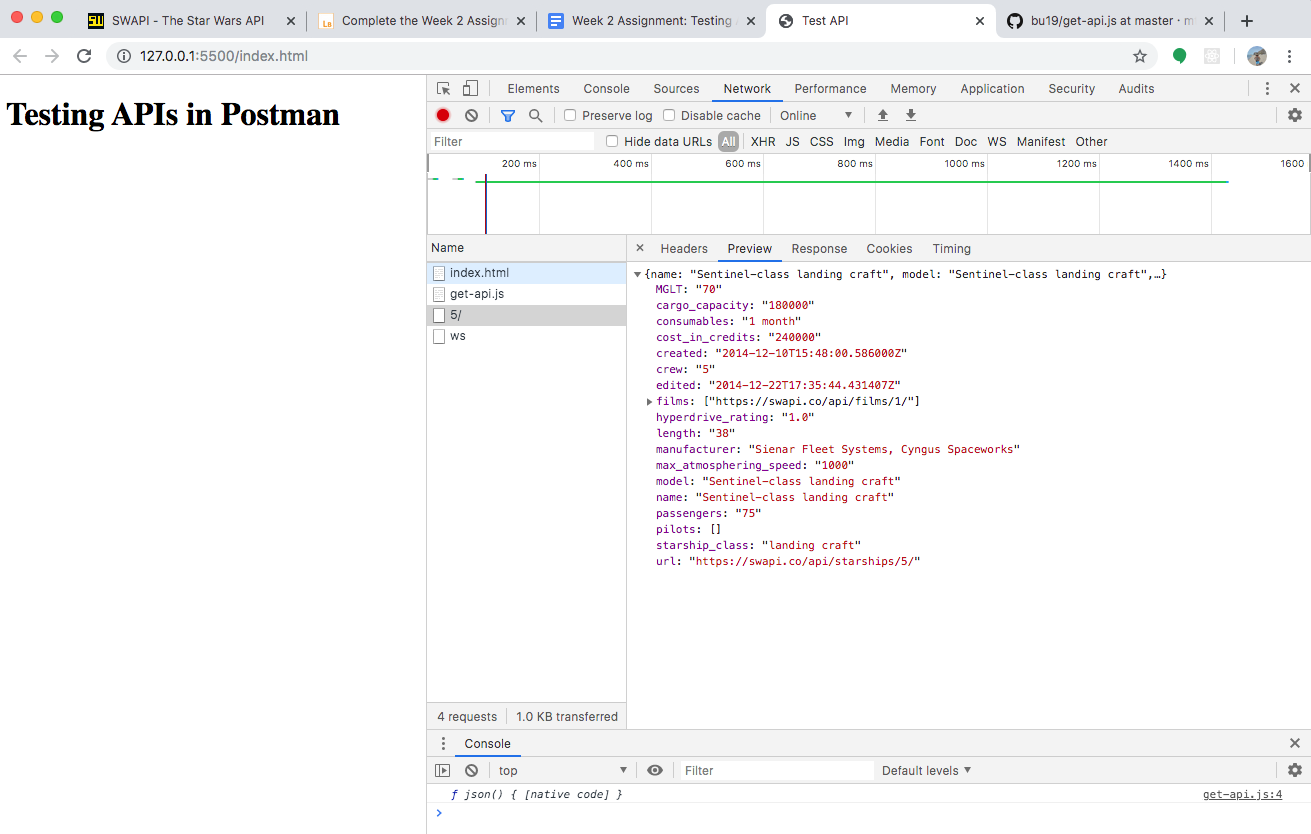 SWAPI - The Star Wars API
Complete the Week 2 Assign
Week 2 Assignment: Testing
Test API
bu19/get-api.js at master · m
127.0.0.1:5500/index.html
Testing APIs in Postman
Elements Console Sources Network Performance Memory Application Security Audits
Preserve log Disable cache Online
Filter Hide data URLs All XHR JS CSS Img Media Font Doc WS Manifest Other
200 ms 400 ms 600 ms 800 ms 1000 ms 1200 ms 1400 ms 1600
Name
index.html
get-api.js
5/
ws
4 requests 1.0 KB transferred
Headers Preview Response Cookies Timing
{name: "Sentinel-class landing craft", model: "Sentinel-class landing craft",…}
MGLT: "70"
cargo_capacity: "180000"
consumables: "1 month"
cost_in_credits: "240000"
created: "2014-12-10T15:48:00.586000Z"
crew: "5"
edited: "2014-12-22T17:35:44.431407Z"
films: ["https://swapi.co/api/films/1/"]
hyperdrive_rating: "1.0"
length: "38"
manufacturer: "Sienar Fleet Systems, Cyngus Spaceworks"
max_atmosphering_speed: "1000"
model: "Sentinel-class landing craft"
name: "Sentinel-class landing craft"
passengers: "75"
pilots: []
starship_class: "landing craft"
url: "https://swapi.co/api/starships/5/"
Console
top Filter Default levels
ƒ json() { [native code] } get-api.js:4